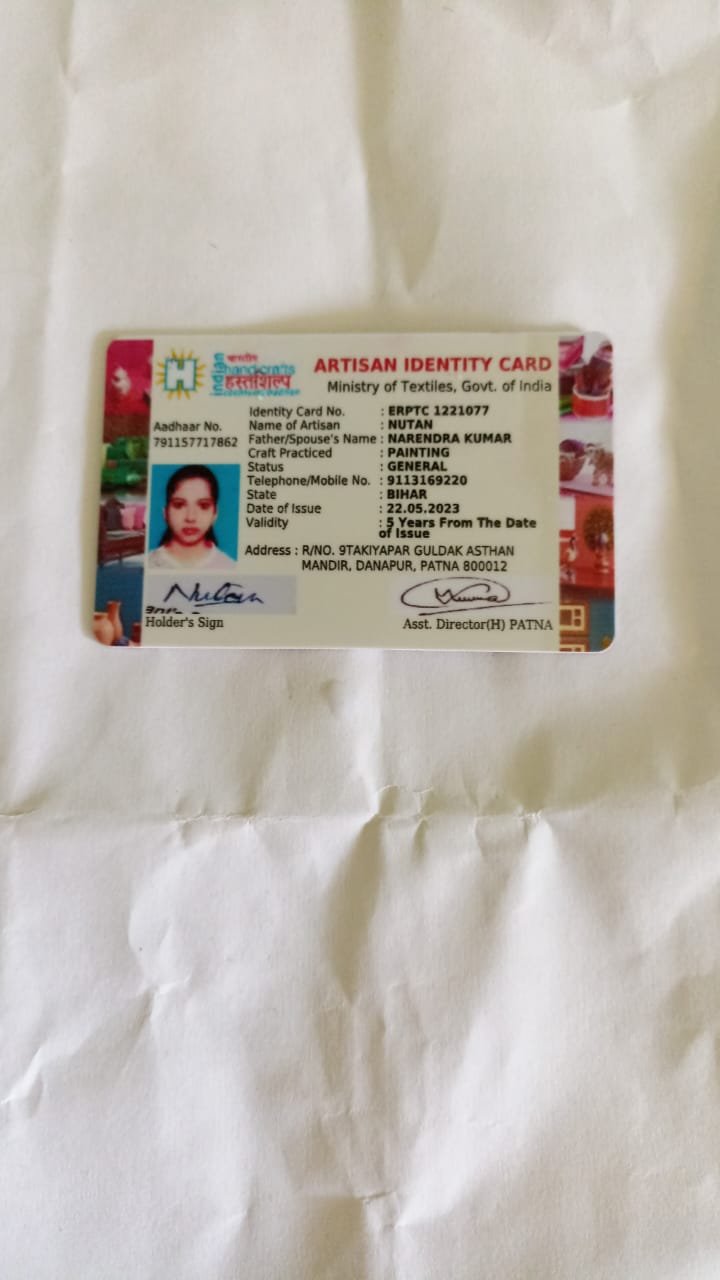 भारतीय
Indian
handicrafts
हस्तशिल्प
ARTISAN IDENTITY CARD
Ministry of Textiles, Govt. of India
Aadhaar No.
791157717862
Identity Card No. : ERPTC 1221077
Name of Artisan : NUTAN
Father/Spouse's Name : NARENDRA KUMAR
Craft Practiced : PAINTING
Status : GENERAL
Telephone/Mobile No. : 9113169220
State : BIHAR
Date of Issue : 22.05.2023
Validity : 5 Years From The Date
of Issue
Address : R/NO. 9TAKIYAPAR GULDAK ASTHAN
MANDIR, DANAPUR, PATNA 800012
Nutan
Holder's Sign
Asst. Director(H) PATNA